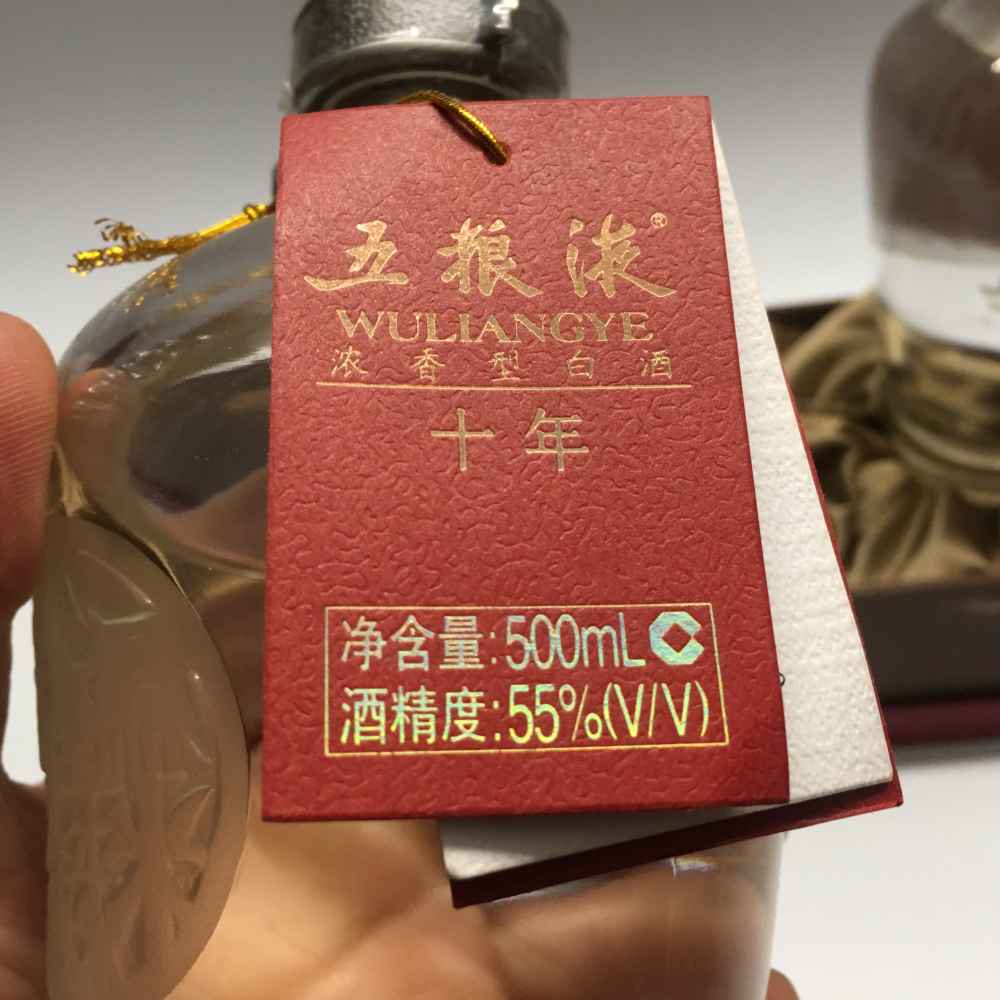 五粮液®
WULIANGYE
浓香型白酒
十年
净含量:500mL
酒精度:55%(V/V)